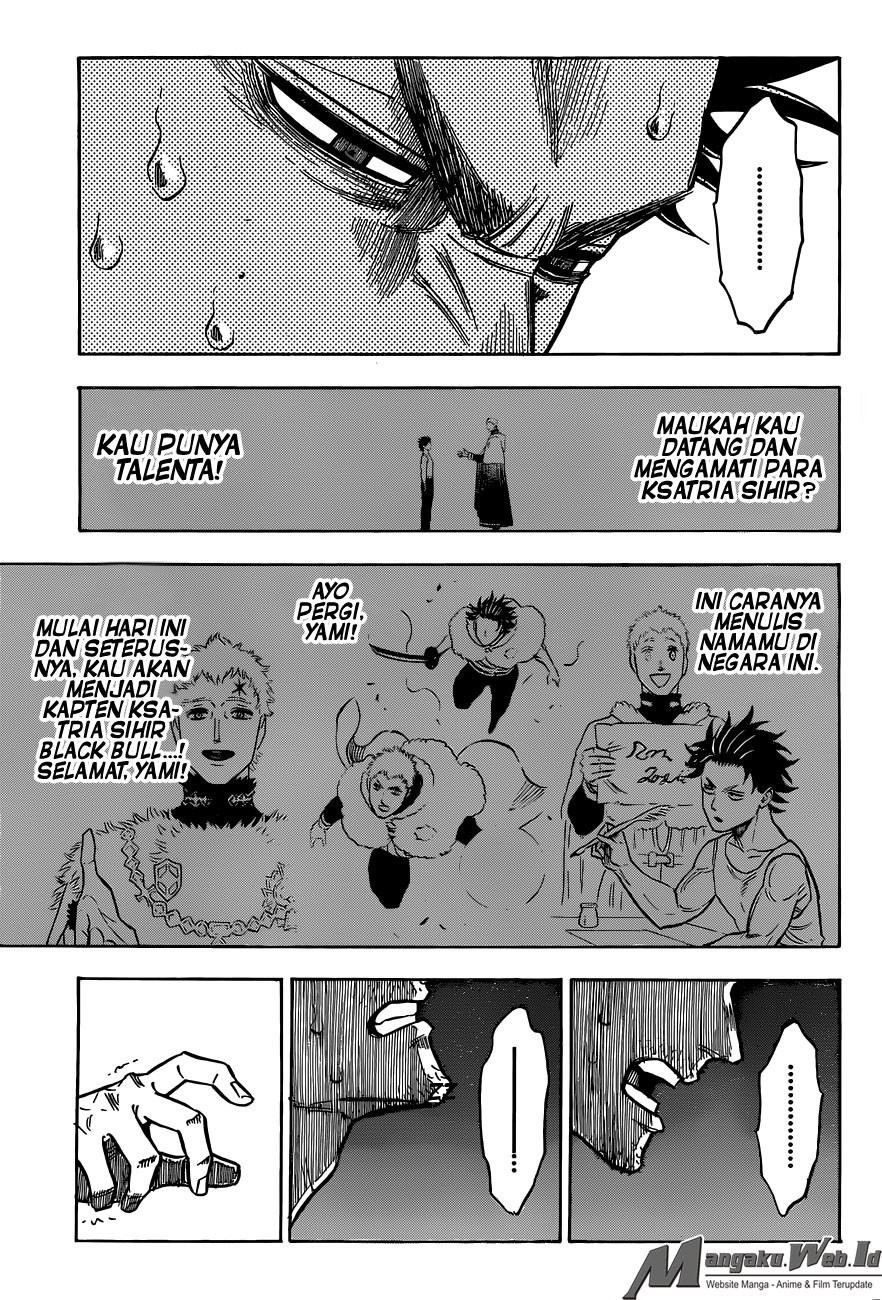 ............
MAUKAH KAU
DATANG DAN
MENGAMATI PARA
KSATRIA SIHIR?
KAU PUNYA
TALENTA!
INI CARANYA
MENULIS
NAMAMU DI
NEGARA INI.
AYO
PERGI,
YAMI!
MULAI HARI INI
DAN SETERUS-
NYA, KAU AKAN
MENJADI
KAPTEN KSA-
TRIA SIHIR
BLACK BULL...!
SELAMAT, YAMI!
............
............
Mangaku.Web.Id
Website Manga - Anime & Film Terupdate